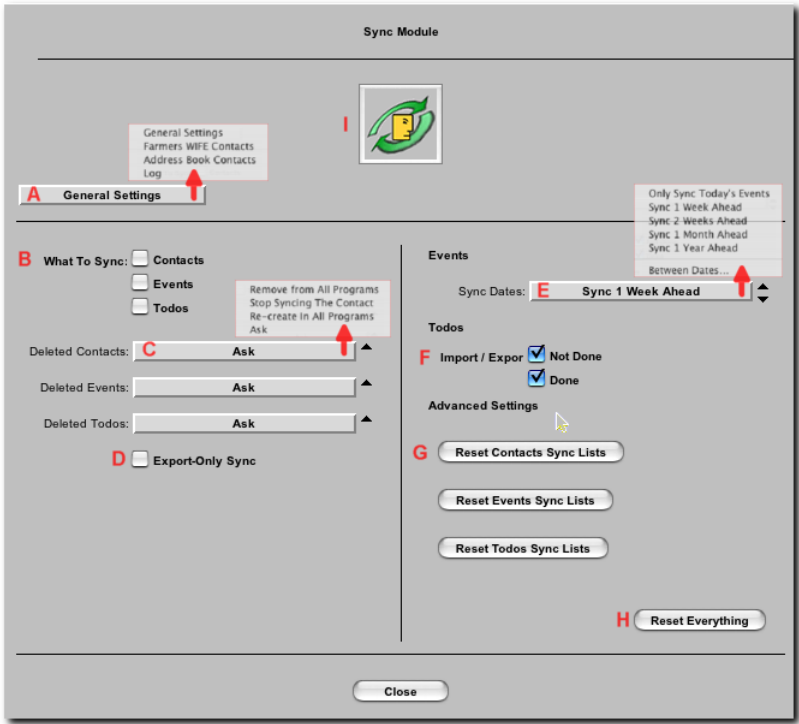 Sync Module
I
General Settings
Farmers WIFE Contacts
Address Book Contacts
Log
A General Settings
Only Sync Today's Events
Sync 1 Week Ahead
Sync 2 Weeks Ahead
Sync 1 Month Ahead
Sync 1 Year Ahead
Between Dates...
B What To Sync: Contacts
Events
Todos
Remove from All Programs
Stop Syncing The Contact
Re-create In All Programs
Ask
Deleted Contacts: C Ask
Deleted Events: Ask
Deleted Todos: Ask
D Export-Only Sync
Events
Sync Dates: E Sync 1 Week Ahead
Todos
F Import / Expor Not Done
Done
Advanced Settings
G Reset Contacts Sync Lists
Reset Events Sync Lists
Reset Todos Sync Lists
H Reset Everything
Close